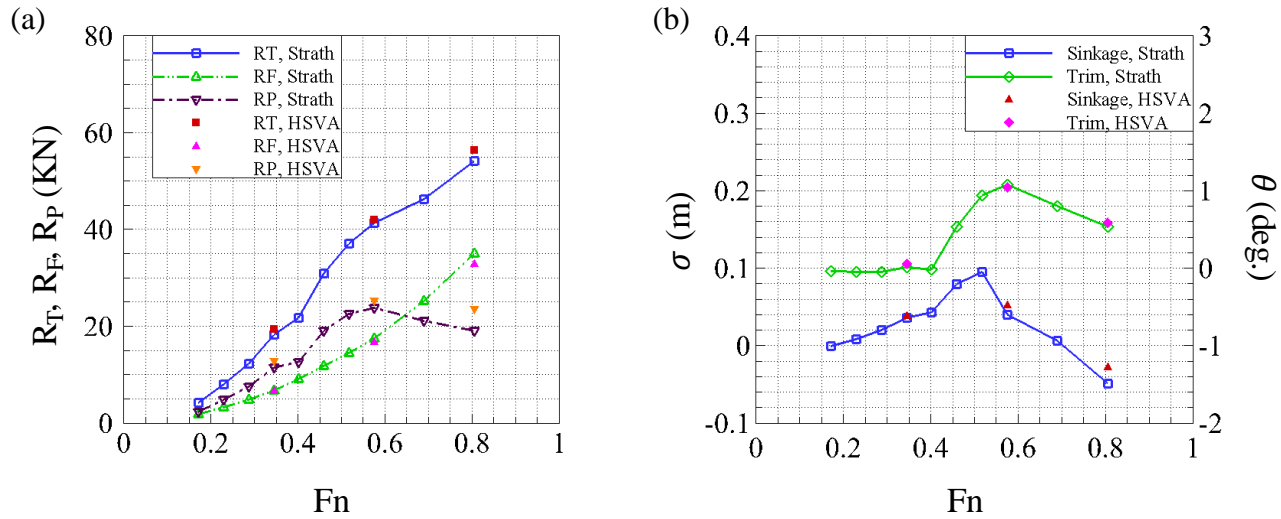 (a)
80
60
40
20
0
0
0.2
0.4
0.6
0.8
1
R_T, R_F, R_P (KN)
Fn
RT, Strath
RF, Strath
RP, Strath
RT, HSVA
RF, HSVA
RP, HSVA
(b)
0.4
0.3
0.2
0.1
0
-0.1
0
0.2
0.4
0.6
0.8
1
3
2
1
0
-1
-2
σ (m)
θ (deg.)
Fn
Sinkage, Strath
Trim, Strath
Sinkage, HSVA
Trim, HSVA